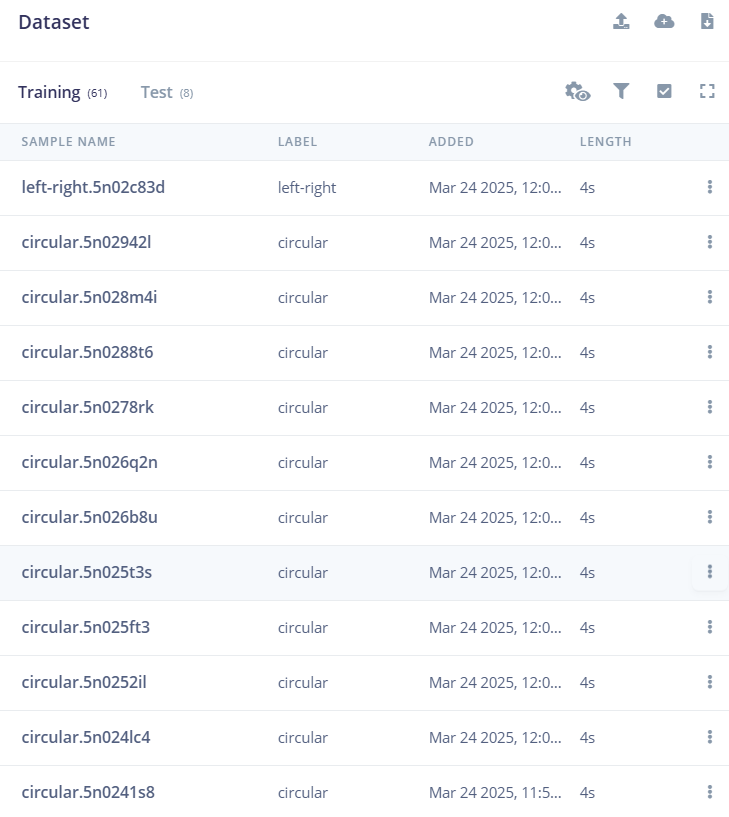 Dataset
Training (61) Test (8)
SAMPLE NAME LABEL ADDED LENGTH
left-right.5n02c83d left-right Mar 24 2025, 12:0... 4s
circular.5n02942l circular Mar 24 2025, 12:0... 4s
circular.5n028m4i circular Mar 24 2025, 12:0... 4s
circular.5n0288t6 circular Mar 24 2025, 12:0... 4s
circular.5n0278rk circular Mar 24 2025, 12:0... 4s
circular.5n026q2n circular Mar 24 2025, 12:0... 4s
circular.5n026b8u circular Mar 24 2025, 12:0... 4s
circular.5n025t3s circular Mar 24 2025, 12:0... 4s
circular.5n025ft3 circular Mar 24 2025, 12:0... 4s
circular.5n0252il circular Mar 24 2025, 12:0... 4s
circular.5n024lc4 circular Mar 24 2025, 12:0... 4s
circular.5n0241s8 circular Mar 24 2025, 11:5... 4s